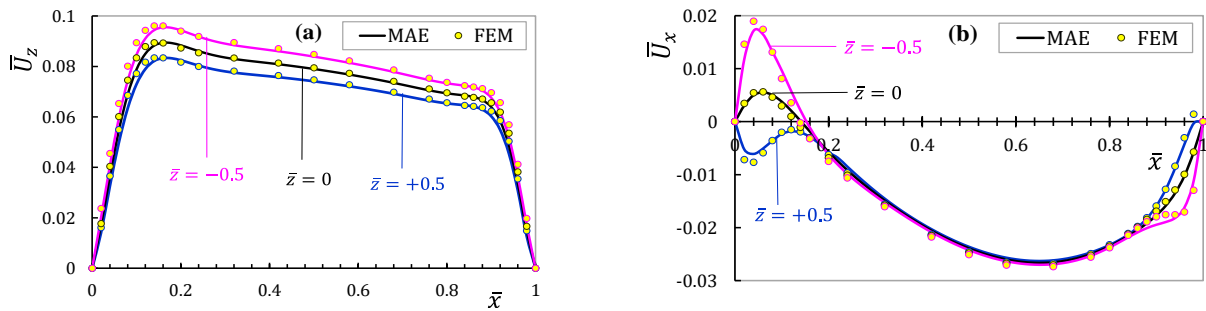 (a) MAE FEM
0.1
0.08
0.06
0.04
0.02
0
U̅z
z̅ = −0.5
z̅ = 0
z̅ = +0.5
0 0.2 0.4 0.6 0.8 1
x̅
(b) MAE FEM
0.02
0.01
0
-0.01
-0.02
-0.03
U̅x
z̅ = −0.5
z̅ = 0
0 0.2 0.4 0.6 0.8 1
x̅
z̅ = +0.5